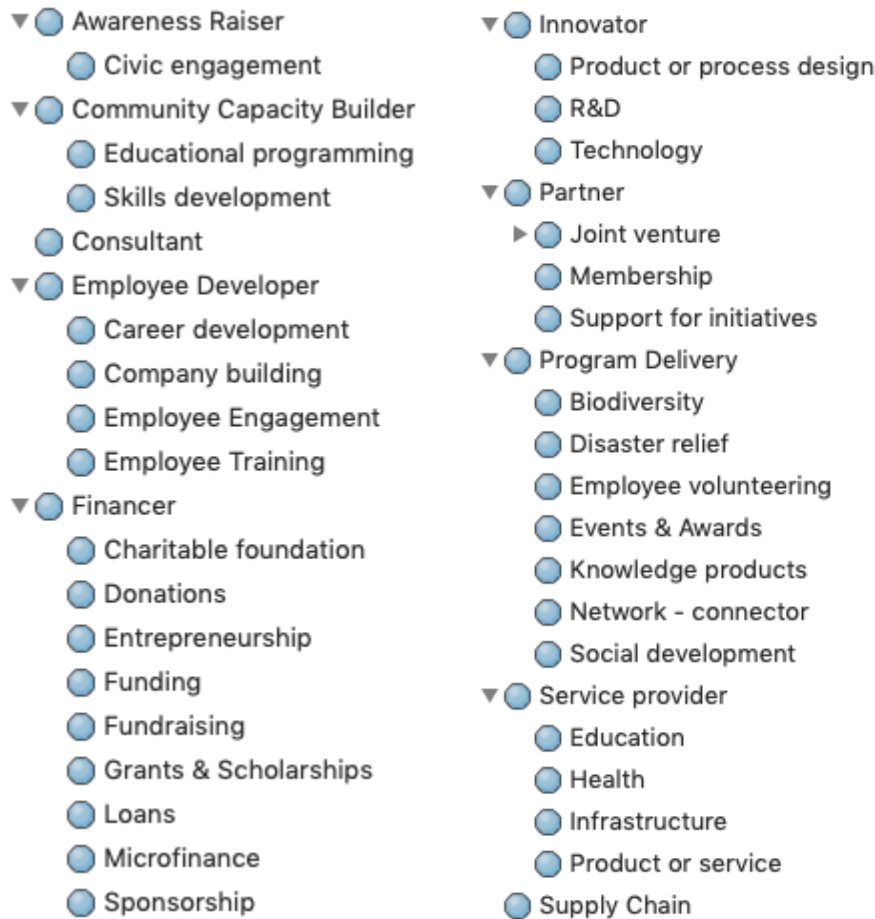 Awareness Raiser
Civic engagement
Community Capacity Builder
Educational programming
Skills development
Consultant
Employee Developer
Career development
Company building
Employee Engagement
Employee Training
Financer
Charitable foundation
Donations
Entrepreneurship
Funding
Fundraising
Grants & Scholarships
Loans
Microfinance
Sponsorship
Innovator
Product or process design
R&D
Technology
Partner
Joint venture
Membership
Support for initiatives
Program Delivery
Biodiversity
Disaster relief
Employee volunteering
Events & Awards
Knowledge products
Network - connector
Social development
Service provider
Education
Health
Infrastructure
Product or service
Supply Chain